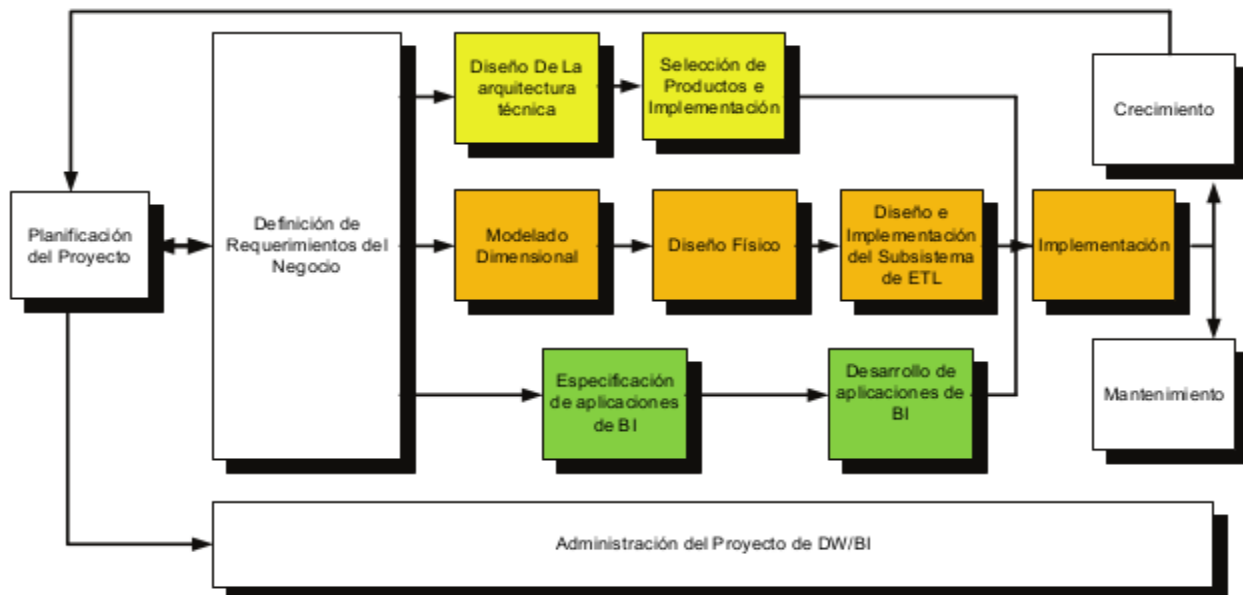 Planificación
del Proyecto
Definición de
Requerimientos del
Negocio
Diseño De La
arquitectura
técnica
Selección de
Productos e
Implementación
Modelado
Dimensional
Diseño Físico
Diseño e
Implementación
del Subsistema
de ETL
Implementación
Especificación
de aplicaciones
de BI
Desarrollo de
aplicaciones de
BI
Crecimiento
Mantenimiento
Administración del Proyecto de DW/BI